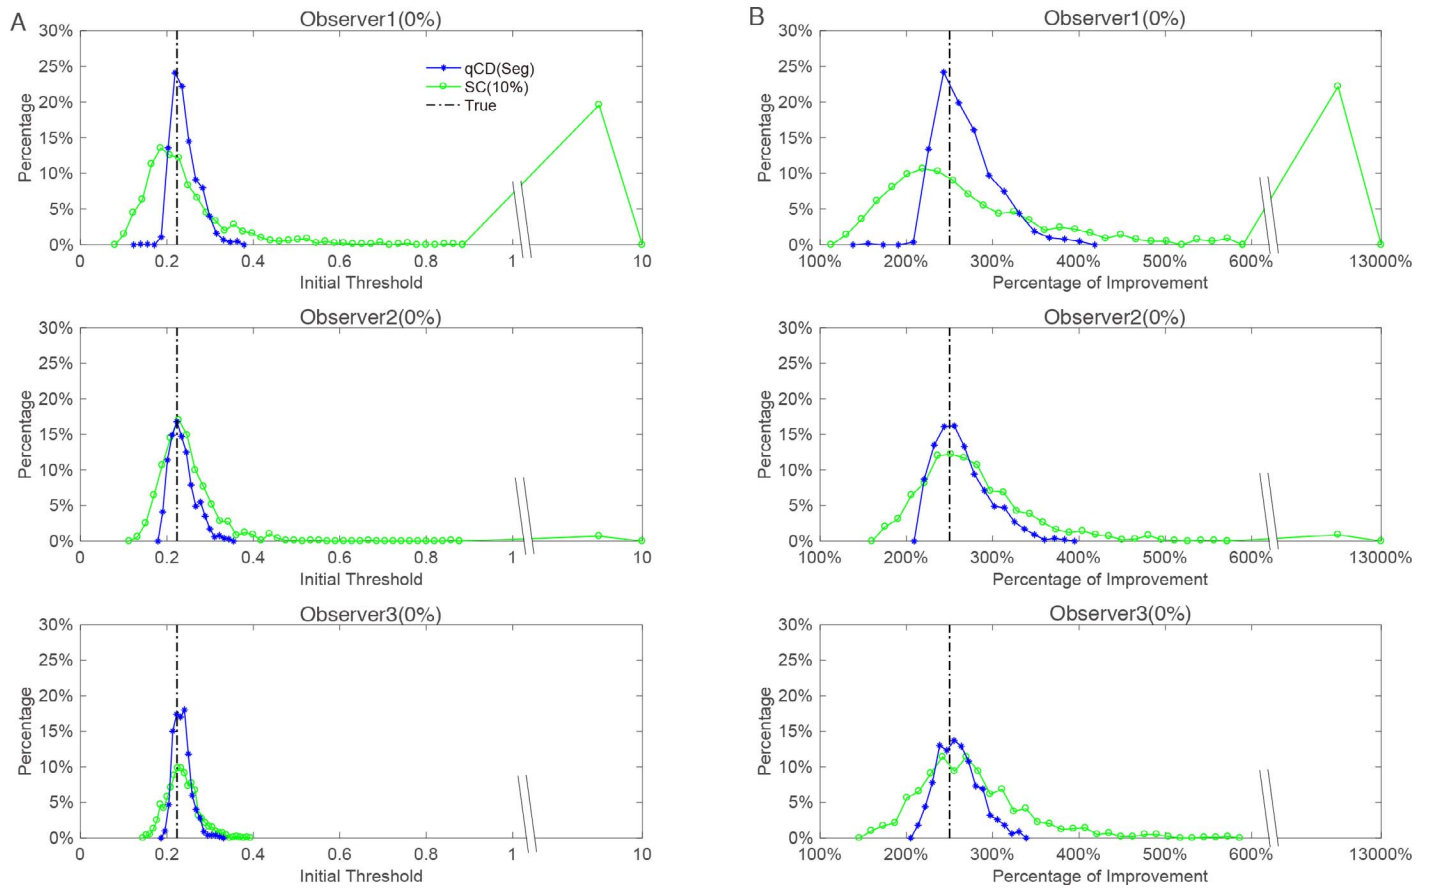 A
Observer1(0%)
30%
25%
20%
15%
10%
5%
0%
Percentage
qCD(Seg)
SC(10%)
True
0 0.2 0.4 0.6 0.8 1 10
Initial Threshold
B
Observer1(0%)
30%
25%
20%
15%
10%
5%
0%
Percentage
100% 200% 300% 400% 500% 600% 13000%
Percentage of Improvement
Observer2(0%)
30%
25%
20%
15%
10%
5%
0%
Percentage
0 0.2 0.4 0.6 0.8 1 10
Initial Threshold
Observer2(0%)
30%
25%
20%
15%
10%
5%
0%
Percentage
100% 200% 300% 400% 500% 600% 13000%
Percentage of Improvement
Observer3(0%)
30%
25%
20%
15%
10%
5%
0%
Percentage
0 0.2 0.4 0.6 0.8 1 10
Initial Threshold
Observer3(0%)
30%
25%
20%
15%
10%
5%
0%
Percentage
100% 200% 300% 400% 500% 600% 13000%
Percentage of Improvement